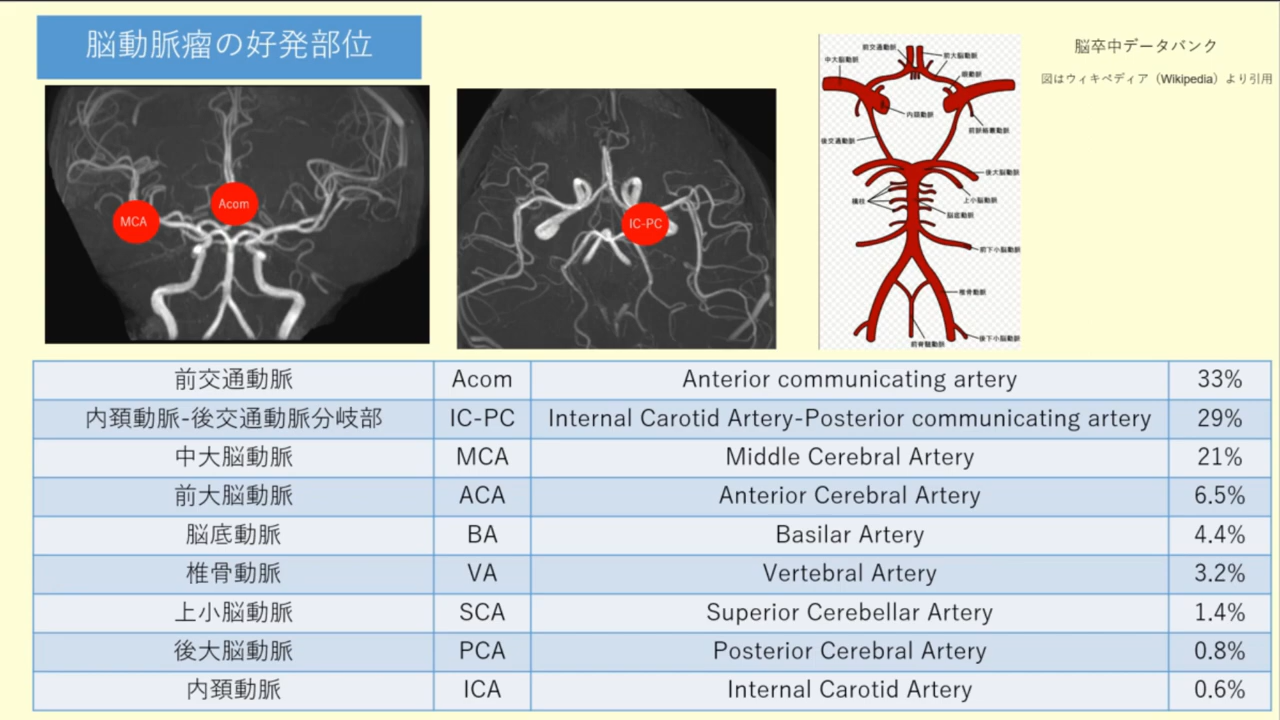 脳動脈瘤の好発部位
脳卒中データバンク
図はウィキペディア（Wikipedia）より引用
MCA
Acom
IC-PC
前交通動脈
前大脳動脈
中大脳動脈
眼動脈
内頚動脈
前脈絡叢動脈
後交通動脈
後大脳動脈
上小脳動脈
橋枝
脳底動脈
前下小脳動脈
椎骨動脈
後下小脳動脈
前脊髄動脈
前交通動脈 Acom Anterior communicating artery 33%
内頚動脈-後交通動脈分岐部 IC-PC Internal Carotid Artery-Posterior communicating artery 29%
中大脳動脈 MCA Middle Cerebral Artery 21%
前大脳動脈 ACA Anterior Cerebral Artery 6.5%
脳底動脈 BA Basilar Artery 4.4%
椎骨動脈 VA Vertebral Artery 3.2%
上小脳動脈 SCA Superior Cerebellar Artery 1.4%
後大脳動脈 PCA Posterior Cerebral Artery 0.8%
内頚動脈 ICA Internal Carotid Artery 0.6%